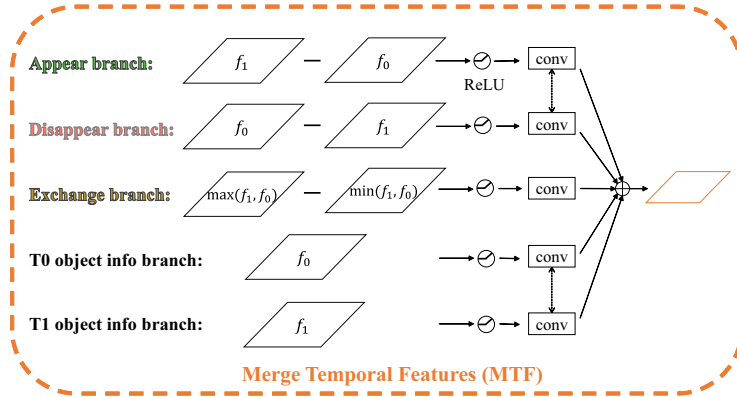 Appear branch: f₁ − f₀ conv
ReLU
Disappear branch: f₀ − f₁ conv
Exchange branch: max(f₁, f₀) − min(f₁, f₀) conv
T0 object info branch: f₀ conv
T1 object info branch: f₁ conv
Merge Temporal Features (MTF)